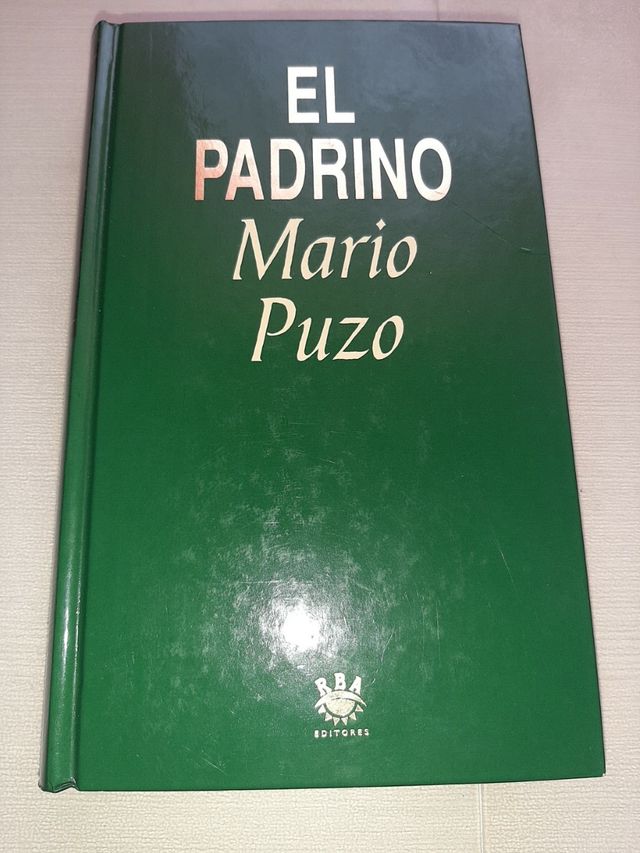 EL
PADRINO
Mario
Puzo
RBA
EDITORES